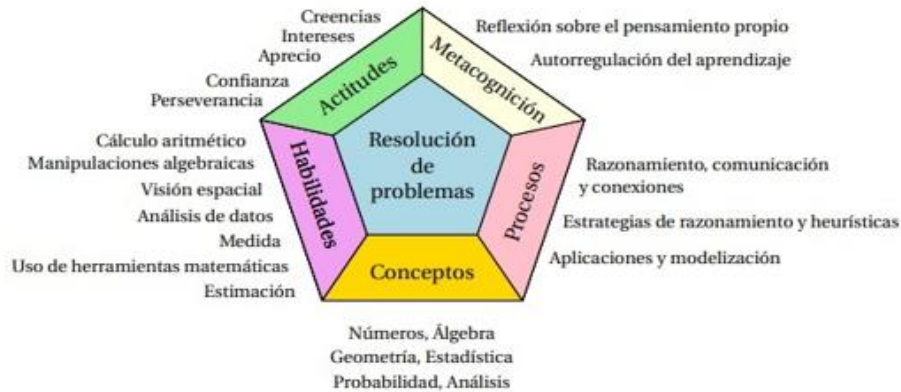 Creencias
Intereses
Aprecio
Confianza
Perseverancia
Actitudes
Metacognición
Reflexión sobre el pensamiento propio
Autorregulación del aprendizaje
Cálculo aritmético
Manipulaciones algebraicas
Visión espacial
Análisis de datos
Medida
Uso de herramientas matemáticas
Estimación
Habilidades
Resolución
de
problemas
Procesos
Razonamiento, comunicación
y conexiones
Estrategias de razonamiento y heurísticas
Aplicaciones y modelización
Conceptos
Números, Álgebra
Geometría, Estadística
Probabilidad, Análisis